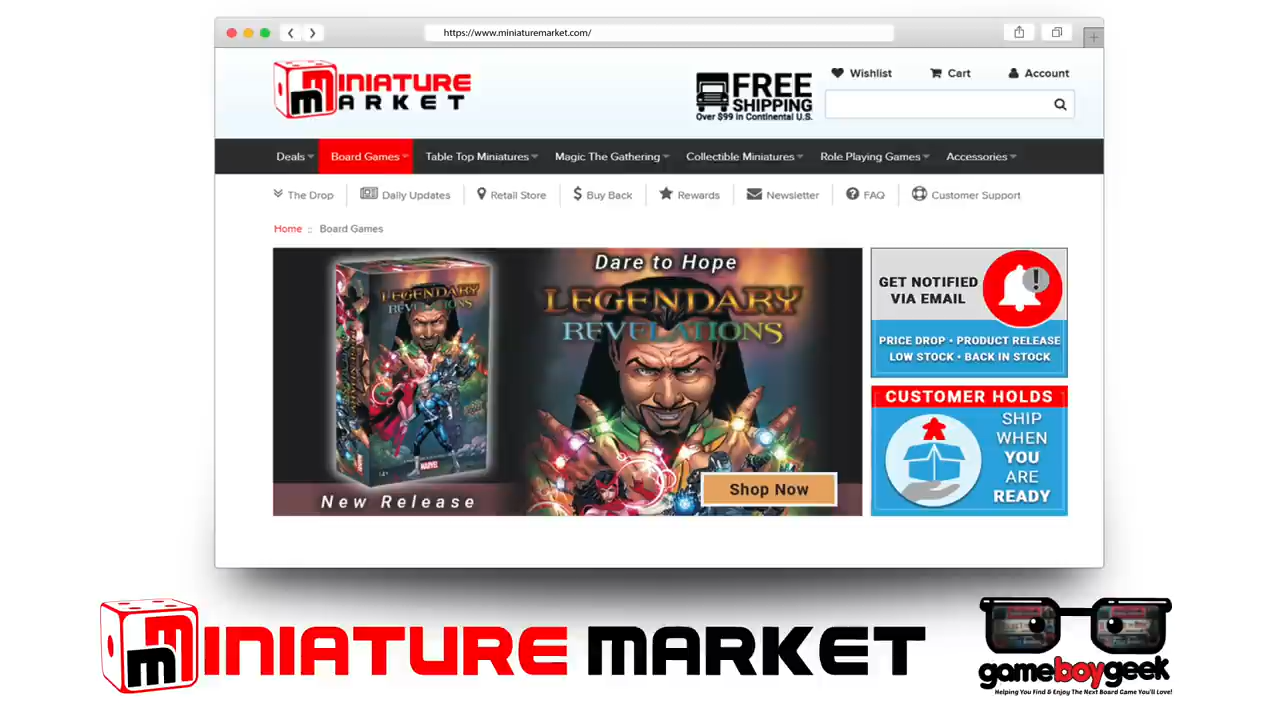 https://www.miniaturemarket.com/
MINIATURE
MARKET
FREE
SHIPPING
Over $99 in Continental U.S.
Wishlist
Cart
Account
Deals
Board Games
Table Top Miniatures
Magic The Gathering
Collectible Miniatures
Role Playing Games
Accessories
The Drop
Daily Updates
Retail Store
Buy Back
Rewards
Newsletter
FAQ
Customer Support
Home :: Board Games
LEGENDARY
REVELATIONS
MARVEL
New Release
Dare to Hope
LEGENDARY
REVELATIONS
Shop Now
GET NOTIFIED
VIA EMAIL
PRICE DROP • PRODUCT RELEASE
LOW STOCK • BACK IN STOCK
CUSTOMER HOLDS
SHIP
WHEN
YOU
ARE
READY
MINIATURE MARKET
gameboygeek
Helping You Find & Enjoy The Next Board Game You'll Love!